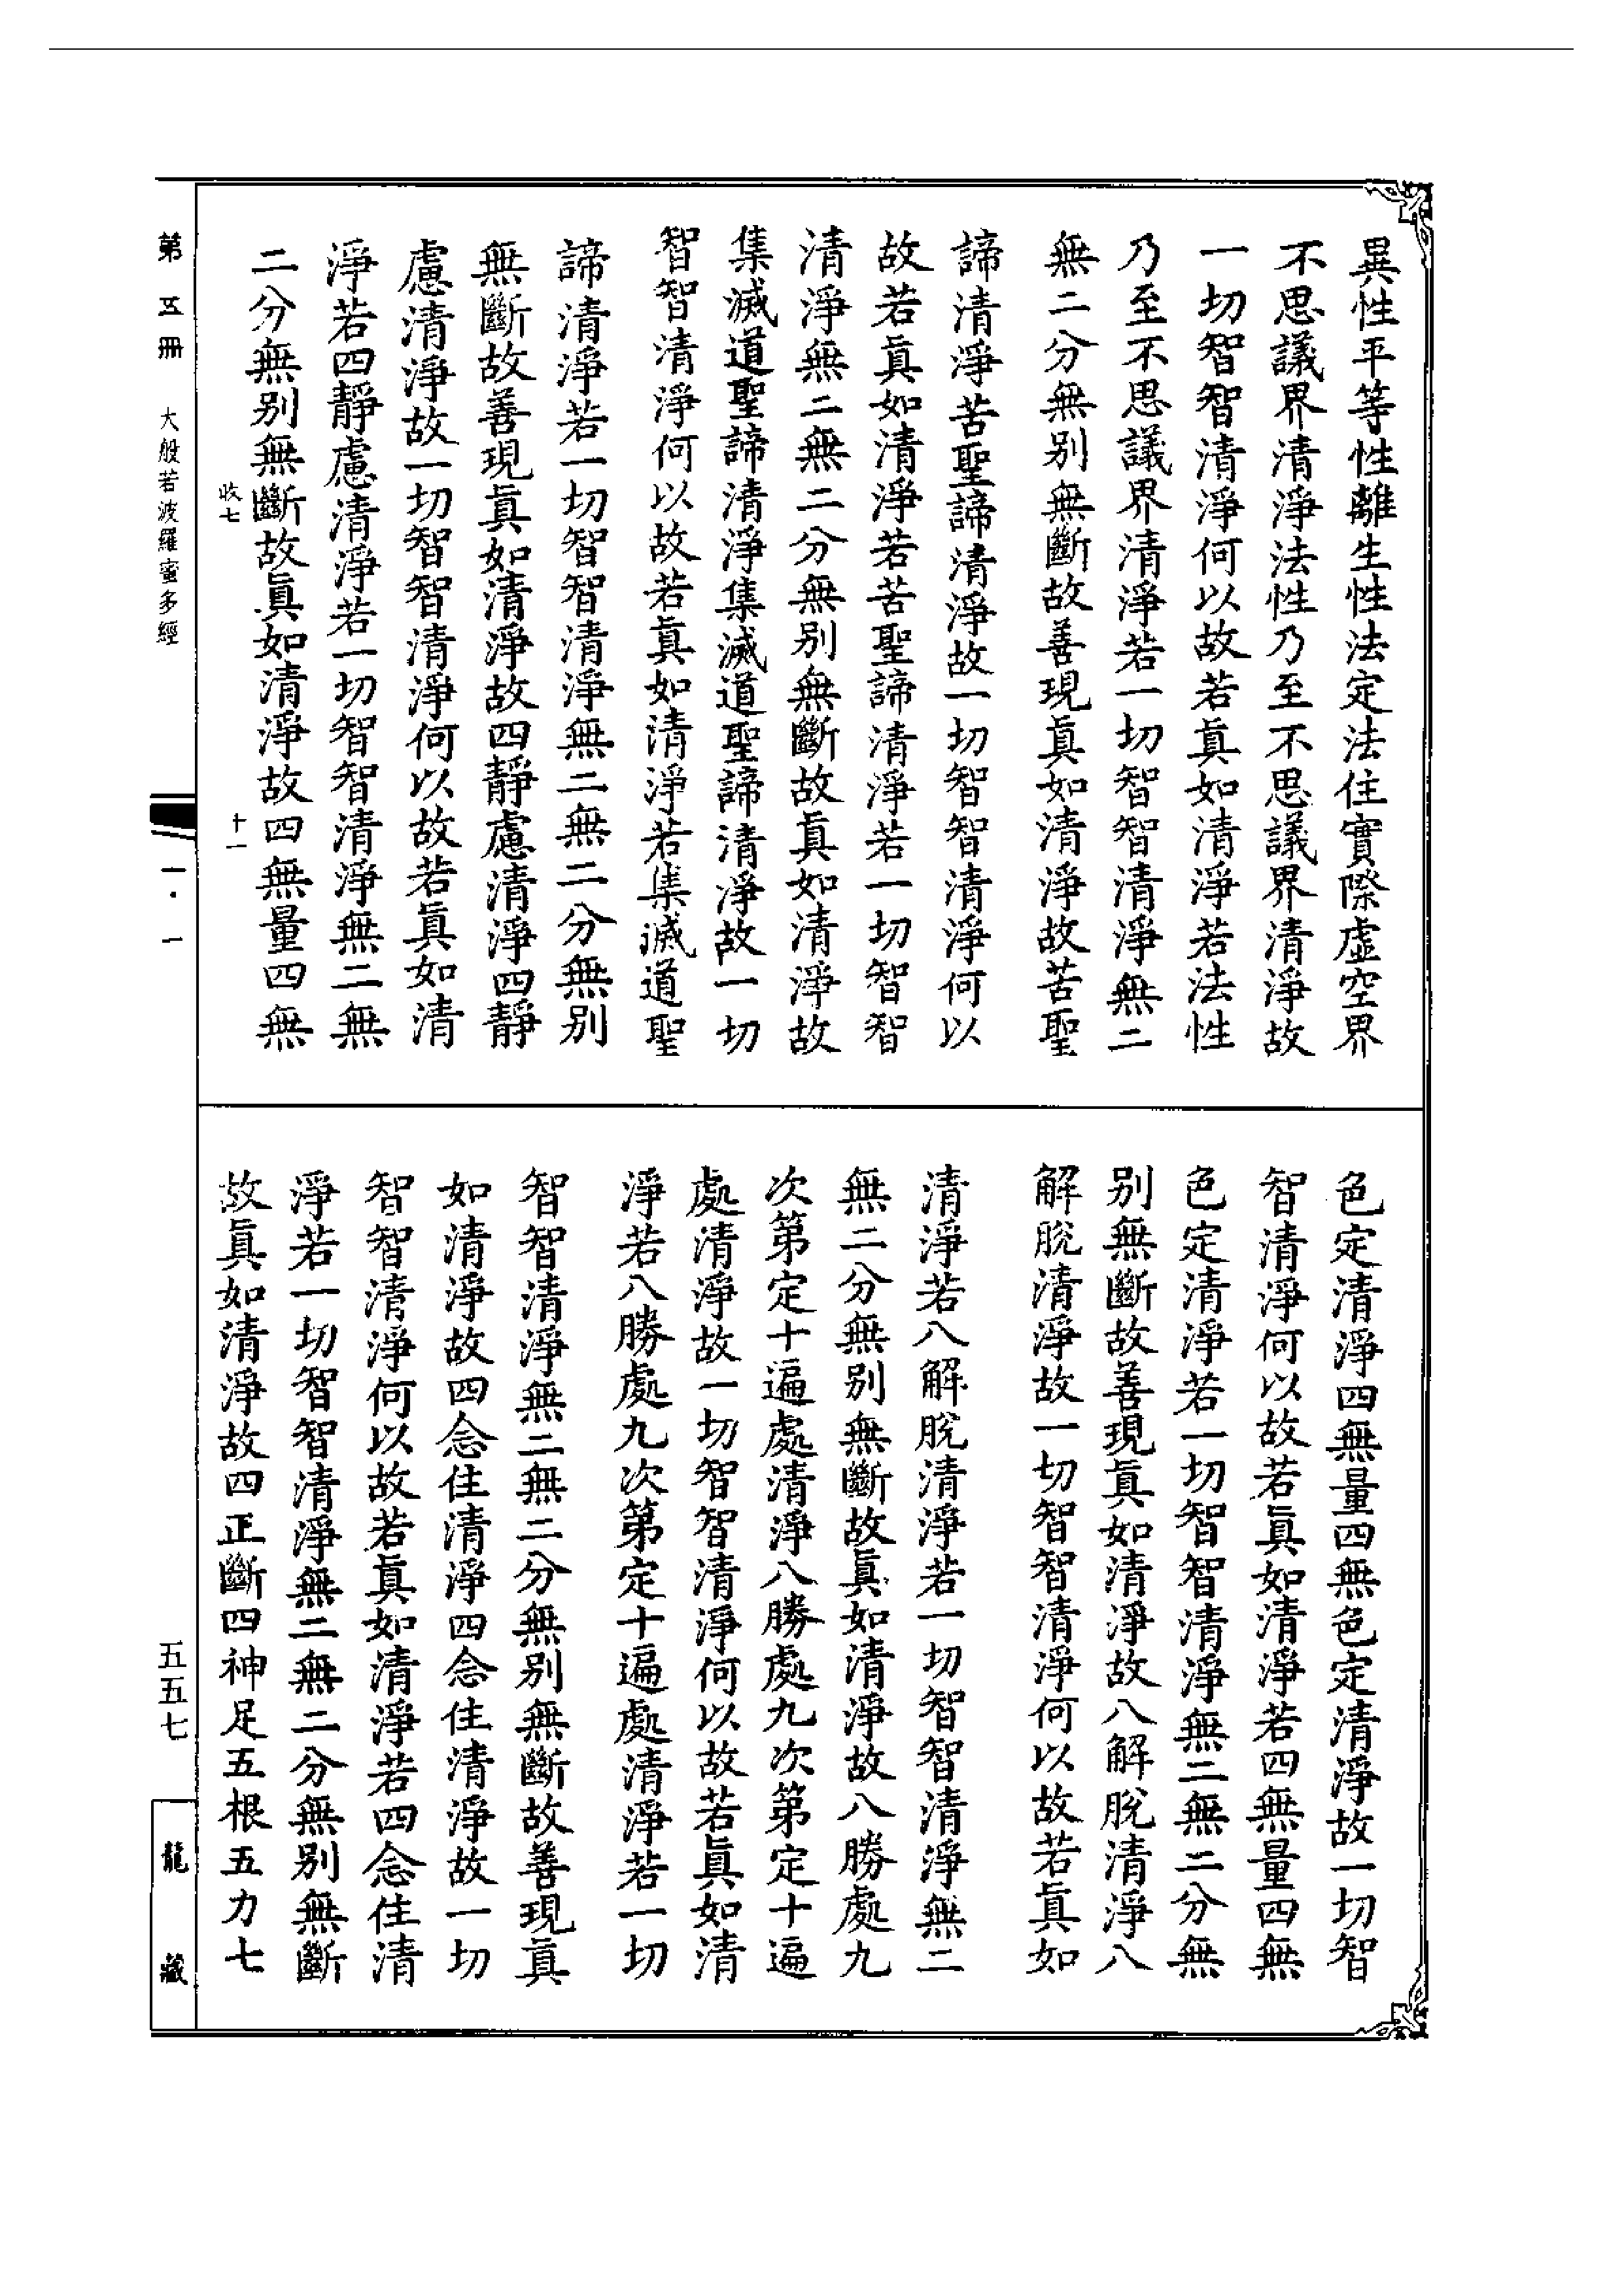 異性平等性離生性法定法住實際虛空界
不思議界清淨法性乃至不思議界清淨故
一切智智清淨何以故若眞如清淨若法性
乃至不思議界清淨若一切智智清淨無二
無二分無别無斷故善現眞如清淨故苦聖
諦清淨苦聖諦清淨故一切智智清淨何以
故若眞如清淨若苦聖諦清淨若一切智智
清淨無二無二分無别無斷故眞如清淨故
集滅道聖諦清淨集滅道聖諦清淨故一切
智智清淨何以故若眞如清淨若集滅道聖
諦清淨若一切智智清淨無二無二分無别
無斷故善現眞如清淨故四靜慮清淨四靜
慮清淨故一切智智清淨何以故若眞如清
淨若四靜慮清淨若一切智智清淨無二無
二分無别無斷故眞如清淨故四無量四無
收七 十一
色定清淨四無量四無色定清淨故一切智
智清淨何以故若眞如清淨若四無量四無
色定清淨若一切智智清淨無二無二分無
别無斷故善現眞如清淨故八解脫清淨八
解脫清淨故一切智智清淨何以故若眞如
清淨若八解脫清淨若一切智智清淨無二
無二分無别無斷故眞如清淨故八勝處九
次第定十遍處清淨八勝處九次第定十遍
處清淨故一切智智清淨何以故若眞如清
淨若八勝處九次第定十遍處清淨若一切
智智清淨無二無二分無别無斷故善現眞
如清淨故四念住清淨四念住清淨故一切
智智清淨何以故若眞如清淨若四念住清
淨若一切智智清淨無二無二分無别無斷
故眞如清淨故四正斷四神足五根五力七
第五冊 大般若波羅蜜多經 一·一 五五七 龍藏